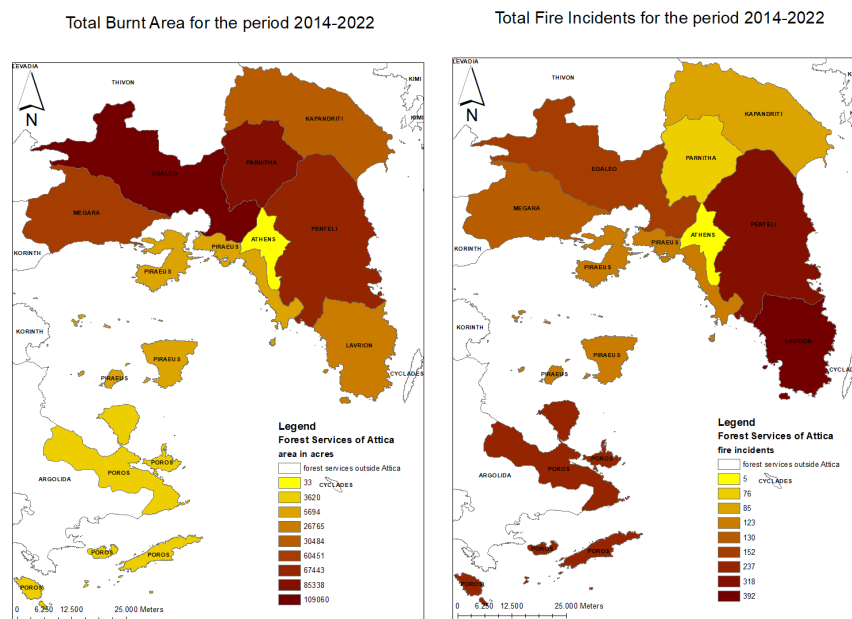 Total Burnt Area for the period 2014-2022
LEVADIA
THIVON
KIMI
KIMI
N
KAPANDRITI
PARNITHA
EGALEO
MEGARA
PENTELI
ATHENS
PIRAEUS
KORINTH
PIRAEUS
KORINTH
LAVRION
PIRAEUS
CYCLADES
PIRAEUS
POROS
POROS
ARGOLIDA
CYCLADES
POROS
POROS
POROS
Legend
Forest Services of Attica
area in acres
forest services outside Attica
33
3620
5694
26765
30484
60451
67443
85338
109060
0 6.250 12.500 25.000 Meters
Total Fire Incidents for the period 2014-2022
LEVADIA
THIVON
N
KAPANDRITI
PARNITHA
EGALEO
MEGARA
PENTELI
ATHENS
PIRAEUS
KORINTH
PIRAEUS
KORINTH
LAVRION
PIRAEUS
CYCLAD
PIRAEUS
POROS
POROS
ARGOLIDA
CYCLADES
POROS
POROS
POROS
Legend
Forest Services of Attica
fire incidents
forest services outside Attica
5
76
85
123
130
152
237
318
392
0 6.250 12.500 25.000 Meters